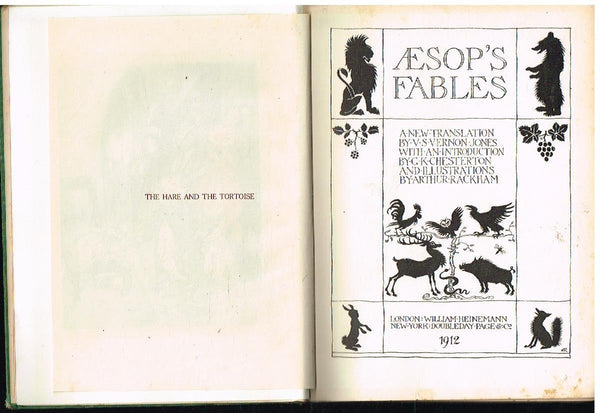 THE HARE AND THE TORTOISE
ÆSOP'S
FABLES
A·NEW·TRANSLATION
BY·V·S·VERNON·JONES
WITH·AN·INTRODUCTION
BY·G·K·CHESTERTON
AND·ILLUSTRATIONS
BY·ARTHUR·RACKHAM
LONDON:WILLIAM·HEINEMANN
NEW·YORK:DOUBLEDAY·PAGE&Co
1912